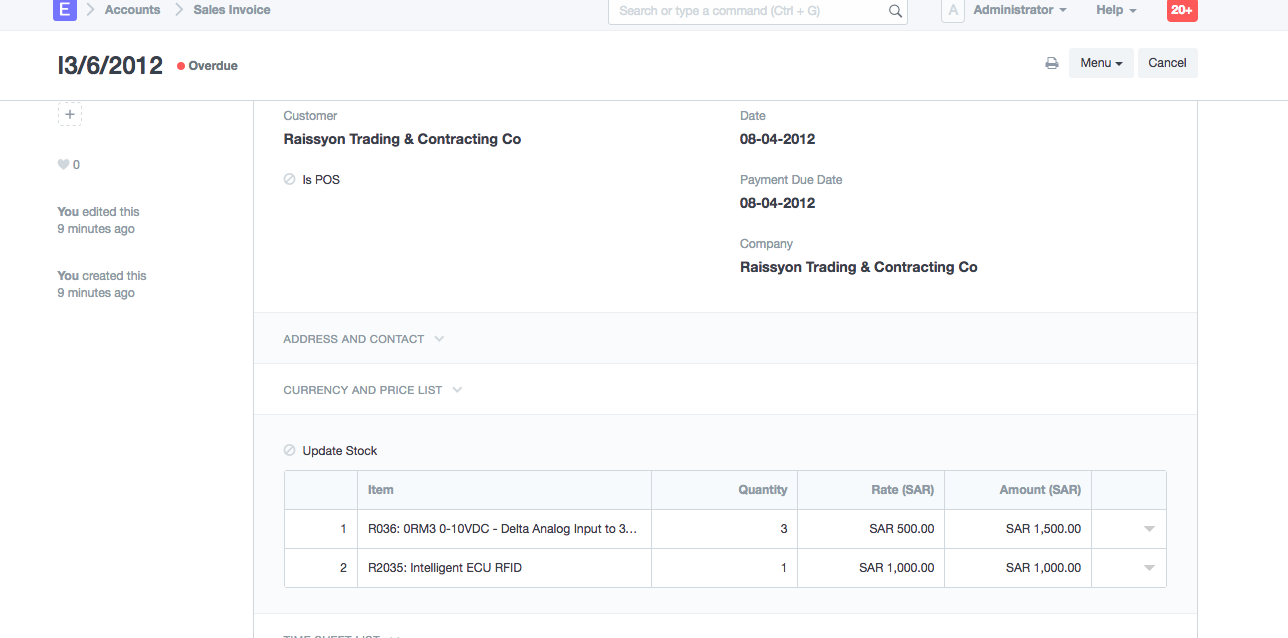 E Accounts Sales Invoice Search or type a command (Ctrl + G) A Administrator Help 20+
I3/6/2012 Overdue Menu Cancel
+
0
You edited this
9 minutes ago
You created this
9 minutes ago
Customer
Raissyon Trading & Contracting Co
Is POS
Date
08-04-2012
Payment Due Date
08-04-2012
Company
Raissyon Trading & Contracting Co
ADDRESS AND CONTACT
CURRENCY AND PRICE LIST
Update Stock
Item Quantity Rate (SAR) Amount (SAR)
1 R036: 0RM3 0-10VDC - Delta Analog Input to 3... 3 SAR 500.00 SAR 1,500.00
2 R2035: Intelligent ECU RFID 1 SAR 1,000.00 SAR 1,000.00
TIME SHEET LIST